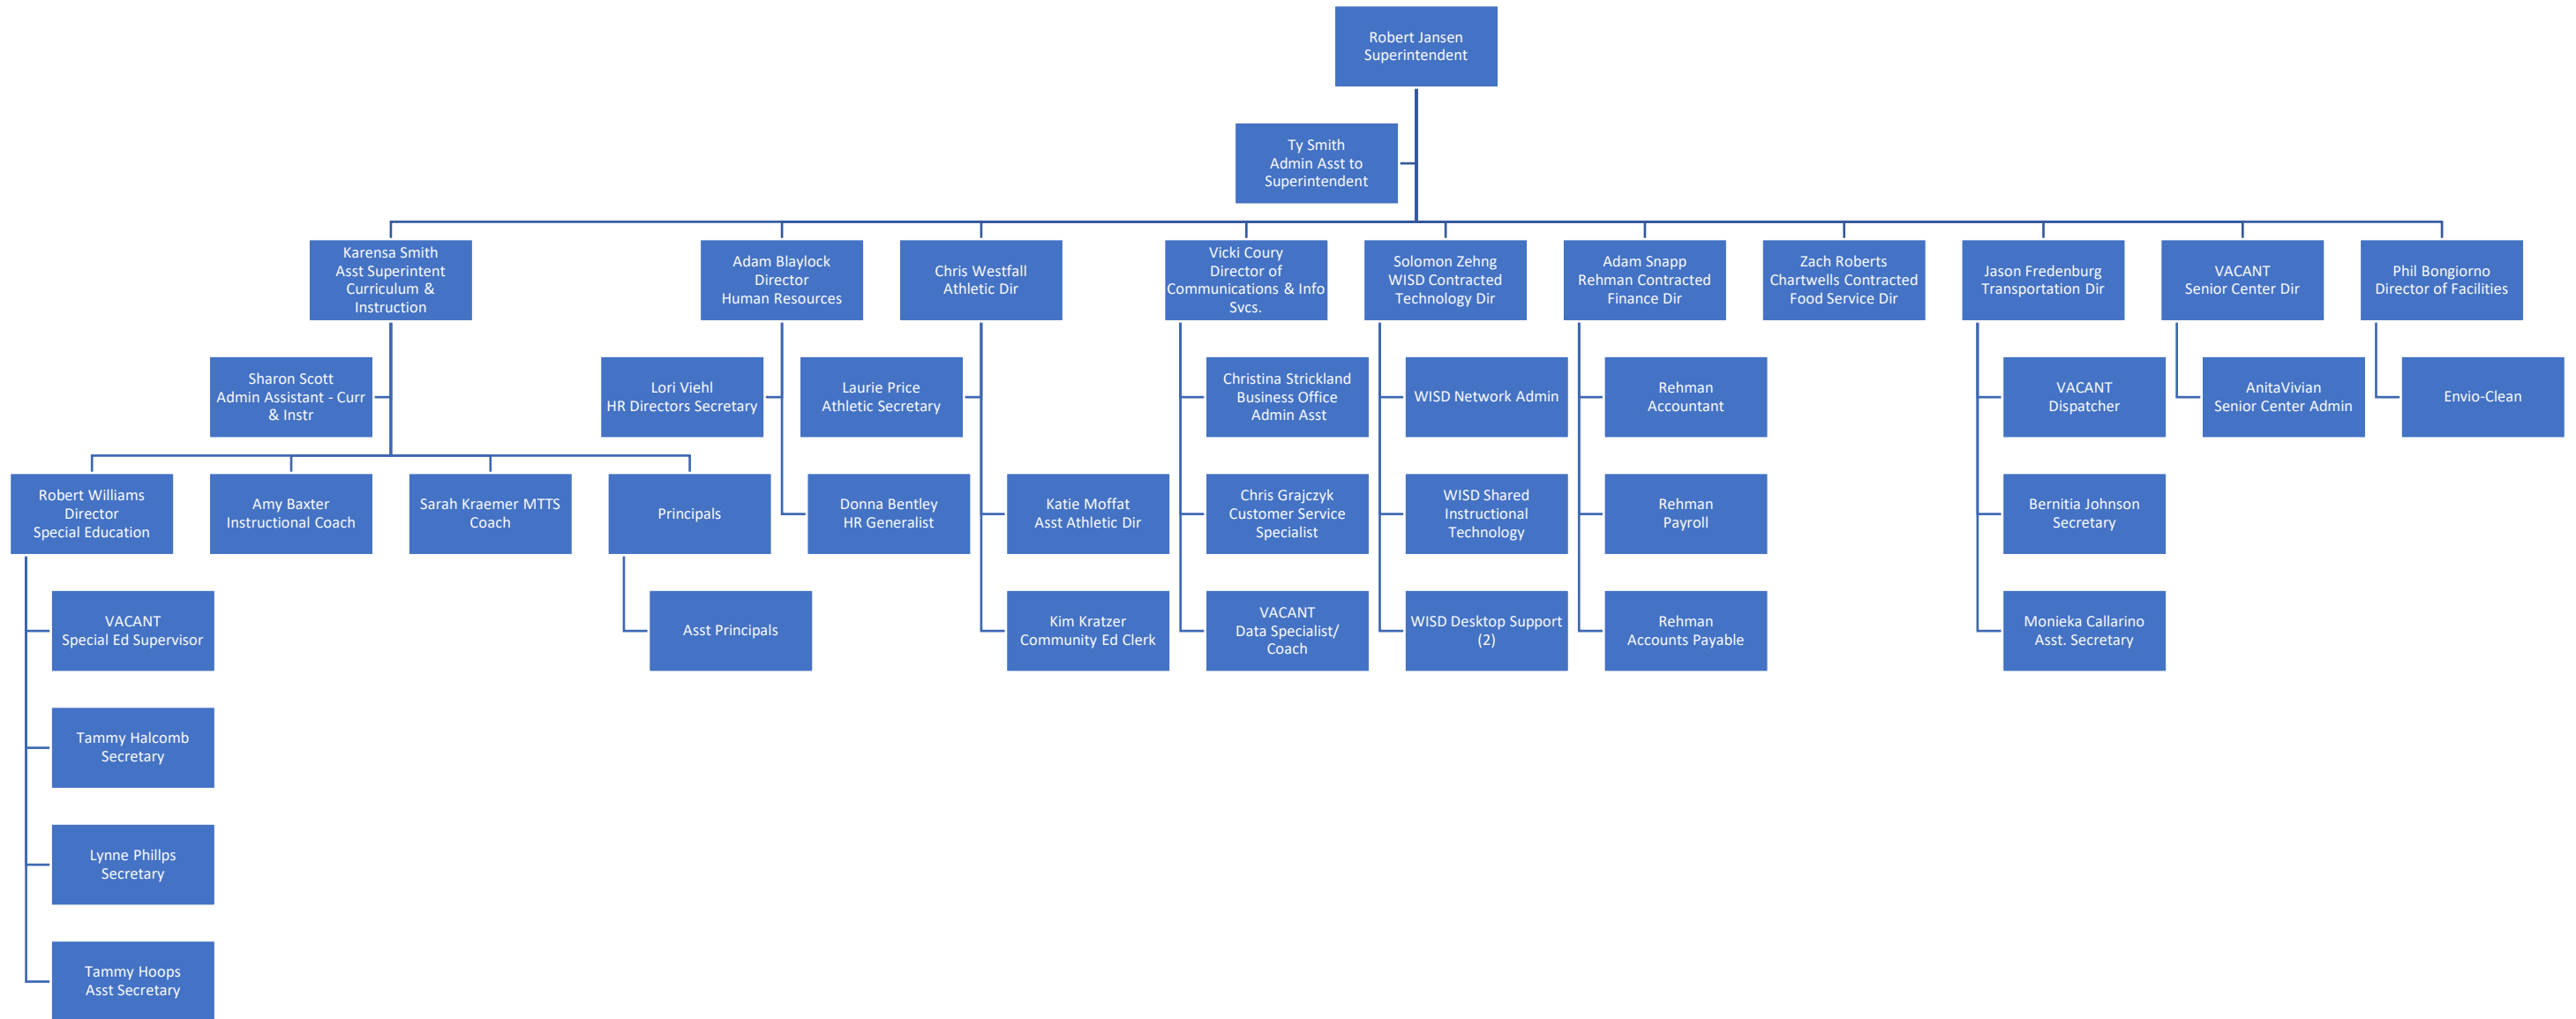 Robert Jansen
Superintendent
Ty Smith
Admin Asst to
Superintendent
Karensa Smith
Asst Superintent
Curriculum &
Instruction
Adam Blaylock
Director
Human Resources
Chris Westfall
Athletic Dir
Vicki Coury
Director of
Communications & Info
Svcs.
Solomon Zehng
WISD Contracted
Technology Dir
Adam Snapp
Rehman Contracted
Finance Dir
Zach Roberts
Chartwells Contracted
Food Service Dir
Jason Fredenburg
Transportation Dir
VACANT
Senior Center Dir
Phil Bongiorno
Director of Facilities
Sharon Scott
Admin Assistant - Curr
& Instr
Lori Viehl
HR Directors Secretary
Laurie Price
Athletic Secretary
Christina Strickland
Business Office
Admin Asst
WISD Network Admin
Rehman
Accountant
VACANT
Dispatcher
AnitaVivian
Senior Center Admin
Envio-Clean
Robert Williams
Director
Special Education
Amy Baxter
Instructional Coach
Sarah Kraemer MTTS
Coach
Principals
Donna Bentley
HR Generalist
Katie Moffat
Asst Athletic Dir
Chris Grajczyk
Customer Service
Specialist
WISD Shared
Instructional
Technology
Rehman
Payroll
Bernitia Johnson
Secretary
VACANT
Special Ed Supervisor
Asst Principals
Kim Kratzer
Community Ed Clerk
VACANT
Data Specialist/
Coach
WISD Desktop Support
(2)
Rehman
Accounts Payable
Monieka Callarino
Asst. Secretary
Tammy Halcomb
Secretary
Lynne Phillps
Secretary
Tammy Hoops
Asst Secretary